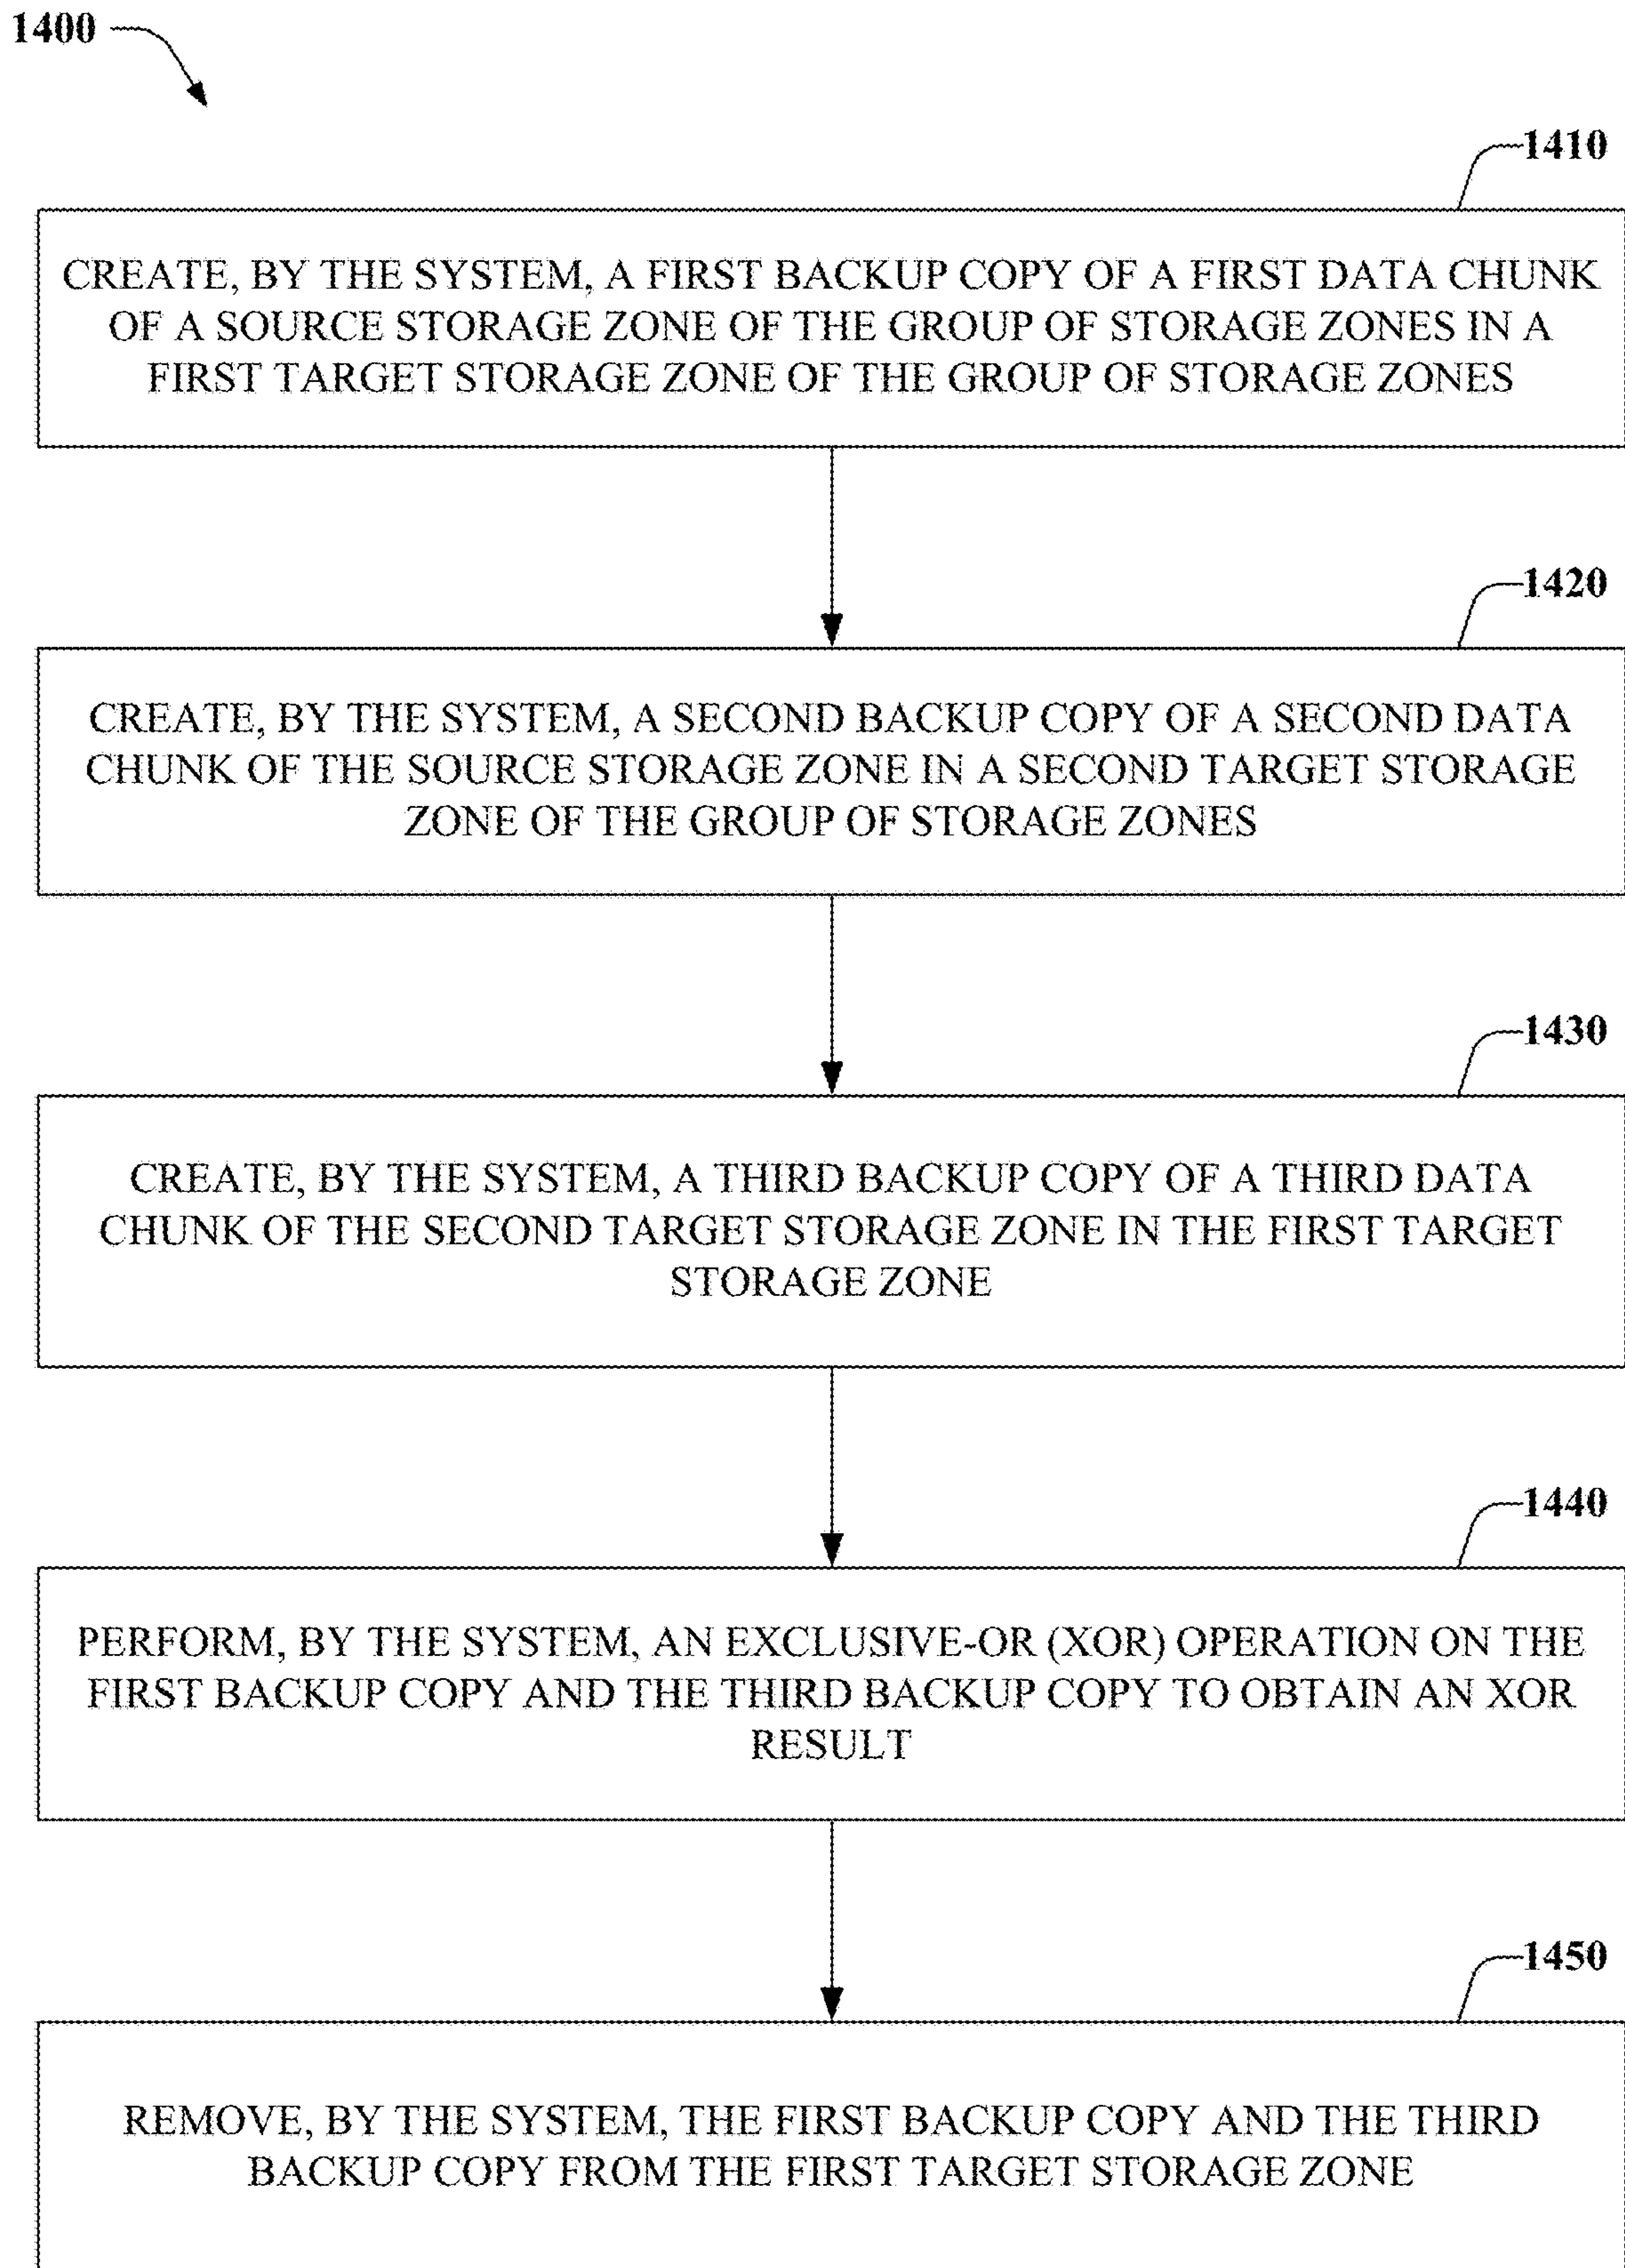 1400
1410
CREATE, BY THE SYSTEM, A FIRST BACKUP COPY OF A FIRST DATA CHUNK
OF A SOURCE STORAGE ZONE OF THE GROUP OF STORAGE ZONES IN A
FIRST TARGET STORAGE ZONE OF THE GROUP OF STORAGE ZONES
1420
CREATE, BY THE SYSTEM, A SECOND BACKUP COPY OF A SECOND DATA
CHUNK OF THE SOURCE STORAGE ZONE IN A SECOND TARGET STORAGE
ZONE OF THE GROUP OF STORAGE ZONES
1430
CREATE, BY THE SYSTEM, A THIRD BACKUP COPY OF A THIRD DATA
CHUNK OF THE SECOND TARGET STORAGE ZONE IN THE FIRST TARGET
STORAGE ZONE
1440
PERFORM, BY THE SYSTEM, AN EXCLUSIVE-OR (XOR) OPERATION ON THE
FIRST BACKUP COPY AND THE THIRD BACKUP COPY TO OBTAIN AN XOR
RESULT
1450
REMOVE, BY THE SYSTEM, THE FIRST BACKUP COPY AND THE THIRD
BACKUP COPY FROM THE FIRST TARGET STORAGE ZONE